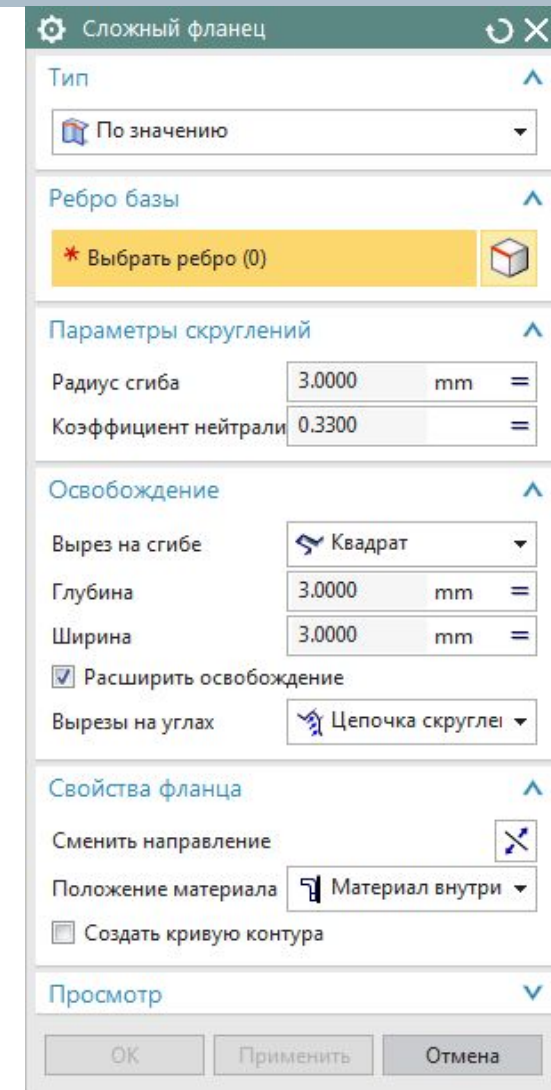 Сложный фланец
Тип
По значению
Ребро базы
* Выбрать ребро (0)
Параметры скруглений
Радиус сгиба 3.0000 mm =
Коэффициент нейтрали 0.3300 =
Освобождение
Вырез на сгибе Квадрат
Глубина 3.0000 mm =
Ширина 3.0000 mm =
Расширить освобождение
Вырезы на углах Цепочка скруглеі
Свойства фланца
Сменить направление
Положение материала Материал внутри
Создать кривую контура
Просмотр
ОК Применить Отмена